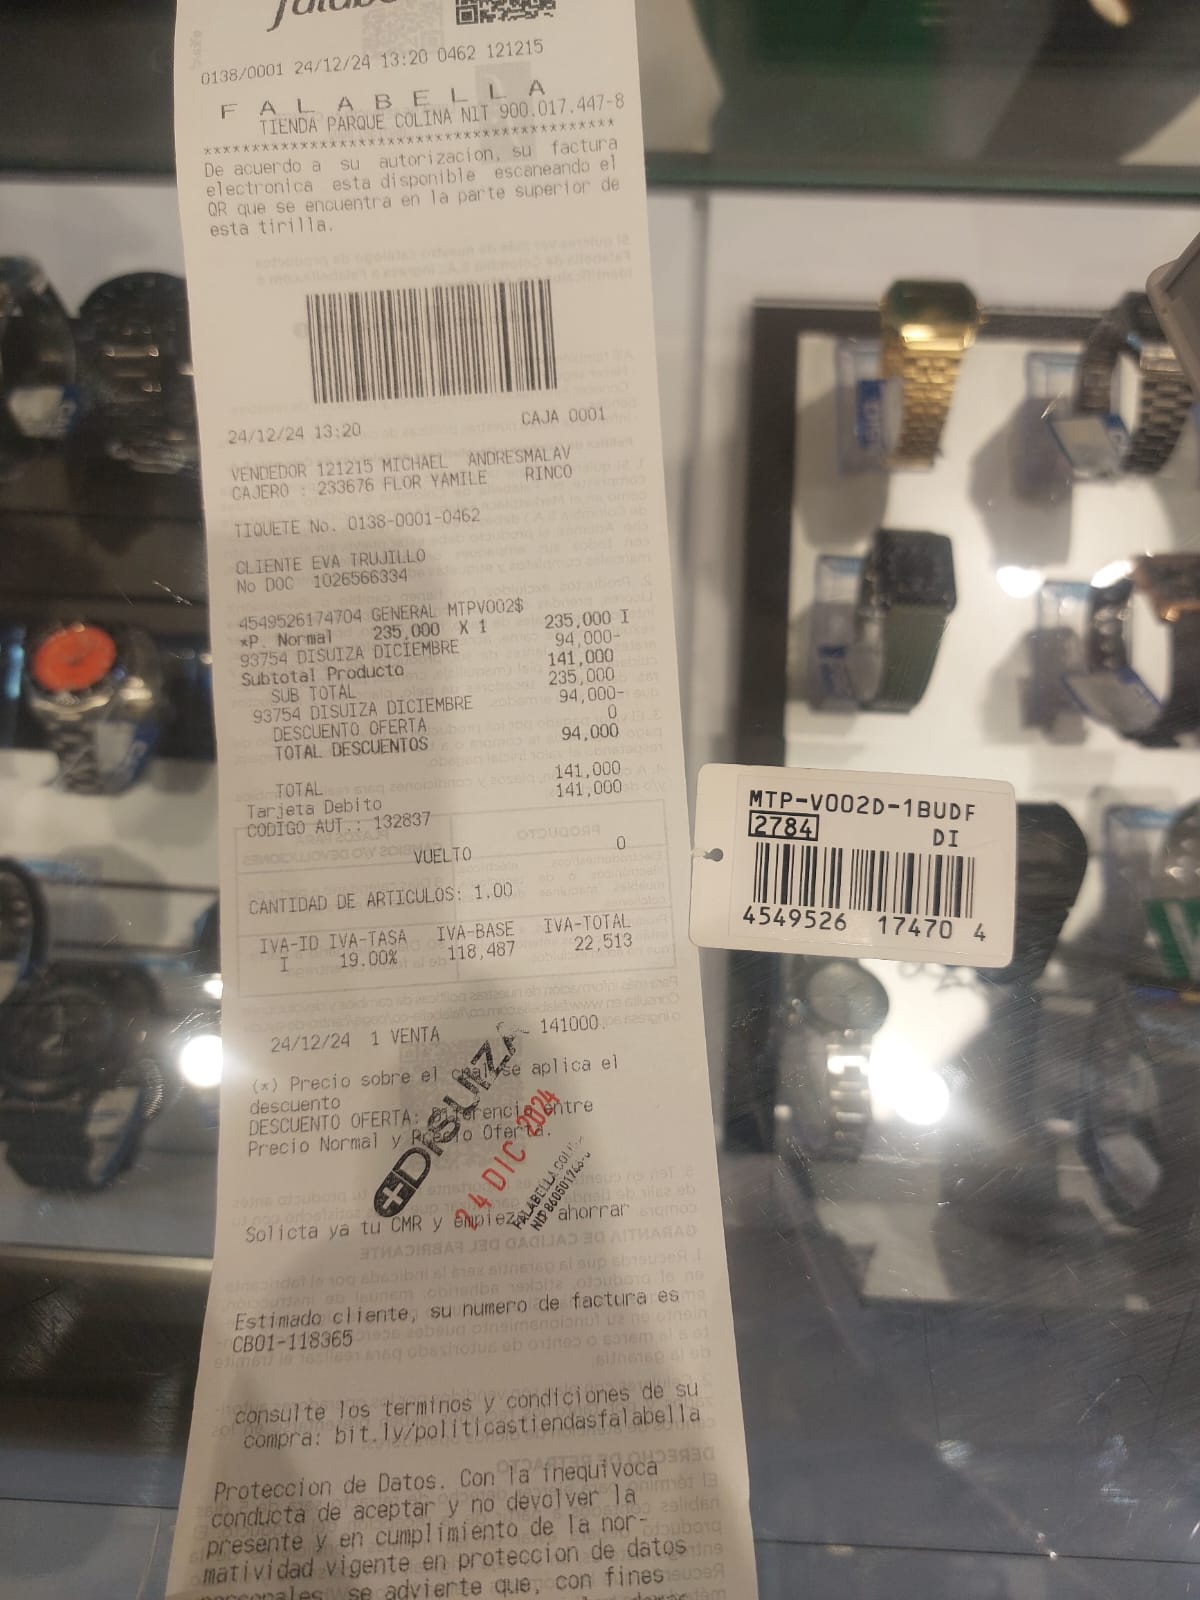 0138/0001 24/12/24 13:20 0462 121215
F A L A B E L L A
TIENDA PARQUE COLINA NIT 900.017.447-8
******************************************
De acuerdo a su autorizacion, su factura
electronica esta disponible escaneando el
QR que se encuentra en la parte superior de
esta tirilla.
24/12/24 13:20 CAJA 0001
VENDEDOR 121215 MICHAEL ANDRESMALAV
CAJERO : 233676 FLOR YAMILE RINCO
TIQUETE No. 0138-0001-0462
CLIENTE EVA TRUJILLO
No DOC 1026566334
4549526174704 GENERAL MTPV002$
*P. Normal 235,000 X 1 235,000 I
93754 DISUIZA DICIEMBRE 94,000-
Subtotal Producto 141,000
SUB TOTAL 235,000
93754 DISUIZA DICIEMBRE 94,000-
DESCUENTO OFERTA 0
TOTAL DESCUENTOS 94,000
TOTAL 141,000
Tarjeta Debito 141,000
CODIGO AUT.: 132837
VUELTO 0
CANTIDAD DE ARTICULOS: 1.00
IVA-ID IVA-TASA IVA-BASE IVA-TOTAL
I 19.00% 118,487 22,513
24/12/24 1 VENTA 141000
(*) Precio sobre el cual se aplica el
descuento
DESCUENTO OFERTA: Diferencia entre
Precio Normal y Precio Oferta.
DISUIZA
24 DIC 2024
Solicta ya tu CMR y empieza ahorrar
Estimado cliente, su numero de factura es
CB01-118365
consulte los terminos y condiciones de su
compra: bit.ly/politicastiendasfalabella
Proteccion de Datos. Con la inequivoca
conducta de aceptar y no devolver la
presente y en cumplimiento de la nor-
matividad vigente en proteccion de datos
personales, se advierte que, con fines
MTP-V002D-1BUDF
2784 DI
4549526 17470 4